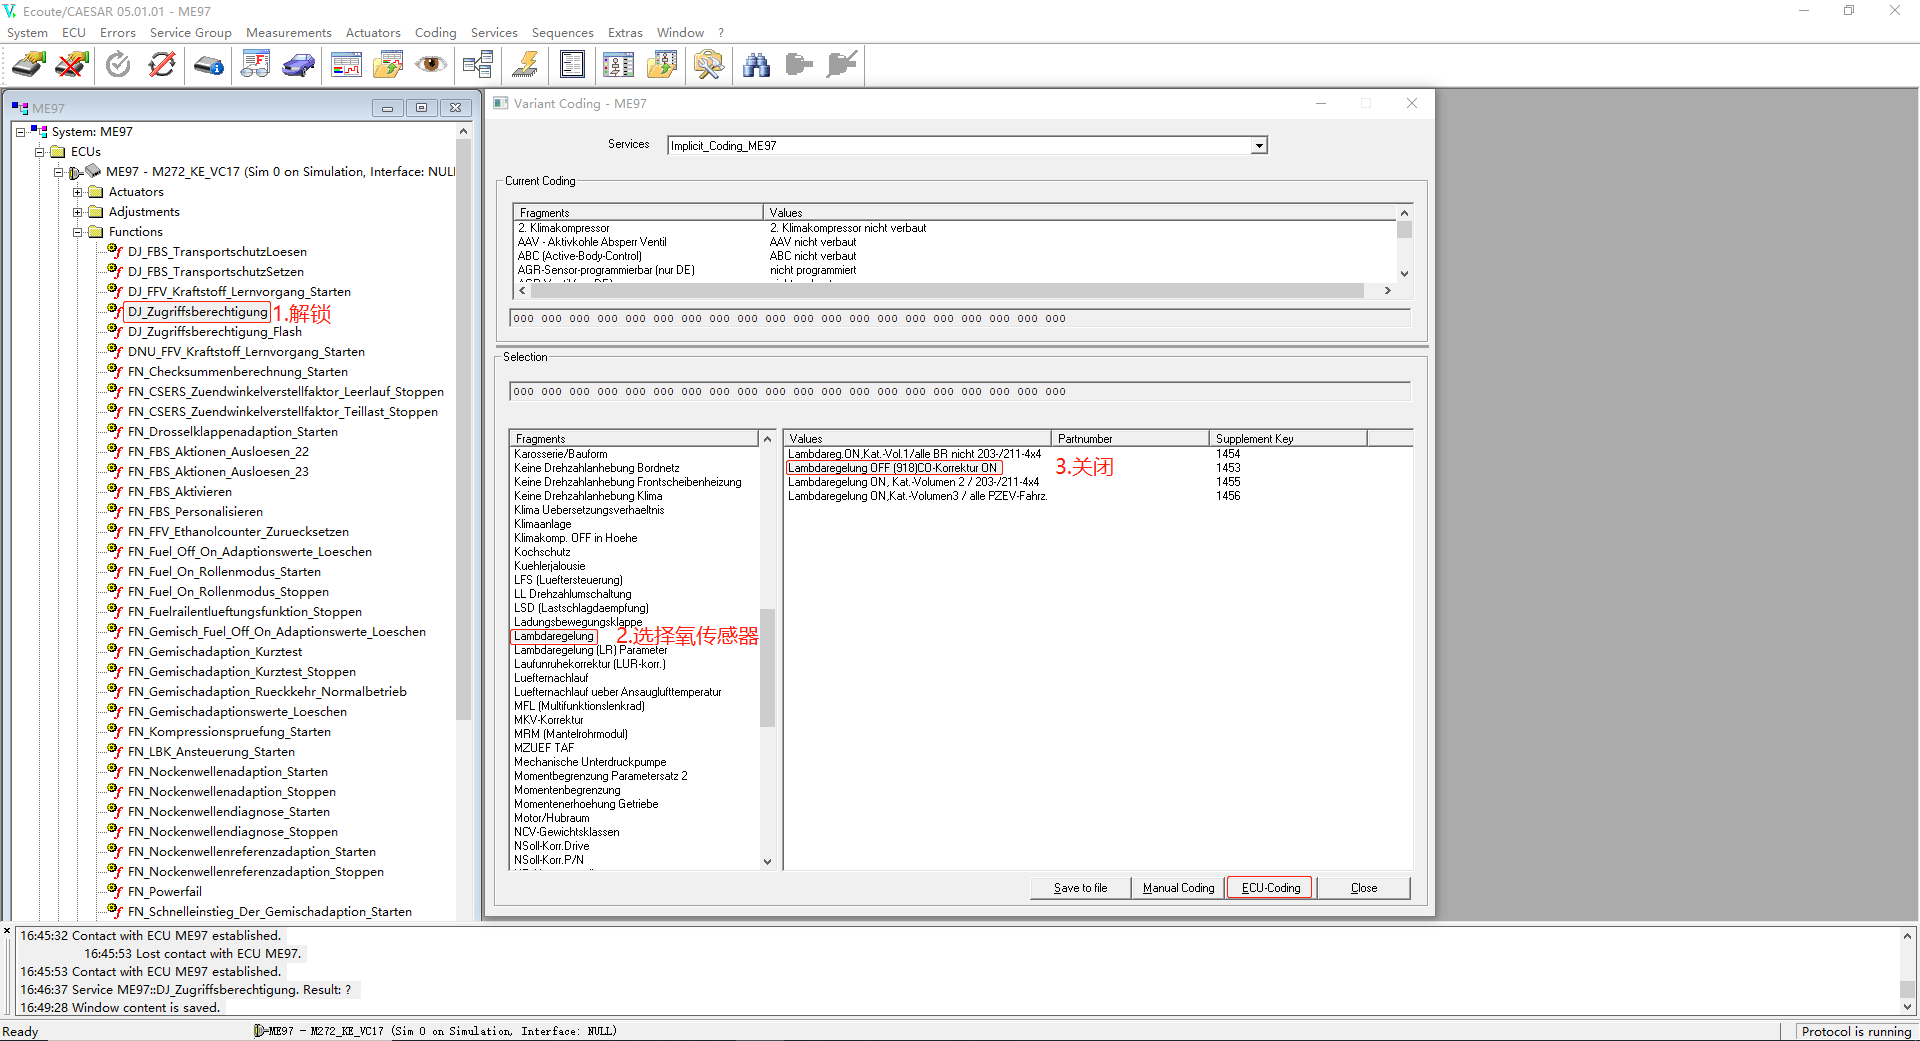 Ecoute/CAESAR 05.01.01 - ME97
System ECU Errors Service Group Measurements Actuators Coding Services Sequences Extras Window ?
ME97
System: ME97
ECUs
ME97 - M272_KE_VC17 (Sim 0 on Simulation, Interface: NULL
Actuators
Adjustments
Functions
DJ_FBS_TransportschutzLoesen
DJ_FBS_TransportschutzSetzen
DJ_FFV_Kraftstoff_Lernvorgang_Starten
DJ_Zugriffsberechtigung 1.解锁
DJ_Zugriffsberechtigung_Flash
DNU_FFV_Kraftstoff_Lernvorgang_Starten
FN_Checksummenberechnung_Starten
FN_CSERS_Zuendwinkelverstellfaktor_Leerlauf_Stoppen
FN_CSERS_Zuendwinkelverstellfaktor_Teillast_Stoppen
FN_Drosselklappenadaption_Starten
FN_FBS_Aktionen_Ausloesen_22
FN_FBS_Aktionen_Ausloesen_23
FN_FBS_Aktivieren
FN_FBS_Personalisieren
FN_FFV_Ethanolcounter_Zuruecksetzen
FN_Fuel_Off_On_Adaptionswerte_Loeschen
FN_Fuel_On_Rollenmodus_Starten
FN_Fuel_On_Rollenmodus_Stoppen
FN_Fuelrailentlueftungsfunktion_Stoppen
FN_Gemisch_Fuel_Off_On_Adaptionswerte_Loeschen
FN_Gemischadaption_Kurztest
FN_Gemischadaption_Kurztest_Stoppen
FN_Gemischadaption_Rueckkehr_Normalbetrieb
FN_Gemischadaptionswerte_Loeschen
FN_Kompressionspruefung_Starten
FN_LBK_Ansteuerung_Starten
FN_Nockenwellenadaption_Starten
FN_Nockenwellenadaption_Stoppen
FN_Nockenwellendiagnose_Starten
FN_Nockenwellendiagnose_Stoppen
FN_Nockenwellenreferenzadaption_Starten
FN_Nockenwellenreferenzadaption_Stoppen
FN_Powerfail
FN_Schnelleinstieg_Der_Gemischadaption_Starten
Variant Coding - ME97
Services Implicit_Coding_ME97
Current Coding
Fragments Values
2. Klimakompressor 2. Klimakompressor nicht verbaut
AAV - Aktivkohle Absperr Ventil AAV nicht verbaut
ABC (Active-Body-Control) ABC nicht verbaut
AGR-Sensor-programmierbar (nur DE) nicht programmiert
000 000 000 000 000 000 000 000 000 000 000 000 000 000 000 000 000 000 000 000
Selection
000 000 000 000 000 000 000 000 000 000 000 000 000 000 000 000 000 000 000 000
Fragments
Karosserie/Bauform
Keine Drehzahlanhebung Bordnetz
Keine Drehzahlanhebung Frontscheibenheizung
Keine Drehzahlanhebung Klima
Klima Uebersetzungsverhaeltnis
Klimaanlage
Klimakomp. OFF in Hoehe
Kochschutz
Kuehlerjalousie
LFS (Lueftersteuerung)
LL Drehzahlumschaltung
LSD (Lastschlagdaempfung)
Ladungsbewegungsklappe
Lambdaregelung 2.选择氧传感器
Lambdaregelung (LR) Parameter
Laufunruhekorrektur (LUR-korr.)
Luefternachlauf
Luefternachlauf ueber Ansauglufttemperatur
MFL (Multifunktionslenkrad)
MKV-Korrektur
MRM (Mantelrohrmodul)
MZUEF TAF
Mechanische Unterdruckpumpe
Momentbegrenzung Parametersatz 2
Momentenbegrenzung
Momentenerhoehung Getriebe
Motor/Hubraum
NCV-Gewichtsklassen
NSoll-Korr.Drive
NSoll-Korr.P/N
Values Partnumber Supplement Key
Lambdareg.ON,Kat.-Vol.1/alle BR nicht 203-/211-4x4 1454
Lambdaregelung OFF (918)CO-Korrektur ON 3.关闭 1453
Lambdaregelung ON, Kat.-Volumen 2 / 203-/211-4x4 1455
Lambdaregelung ON,Kat.-Volumen3 / alle PZEV-Fahrz. 1456
Save to file Manual Coding ECU-Coding Close
16:45:32 Contact with ECU ME97 established.
16:45:53 Lost contact with ECU ME97.
16:45:53 Contact with ECU ME97 established.
16:46:37 Service ME97::DJ_Zugriffsberechtigung. Result: ?
16:49:28 Window content is saved.
Ready ME97 - M272_KE_VC17 (Sim 0 on Simulation, Interface: NULL) Protocol is running